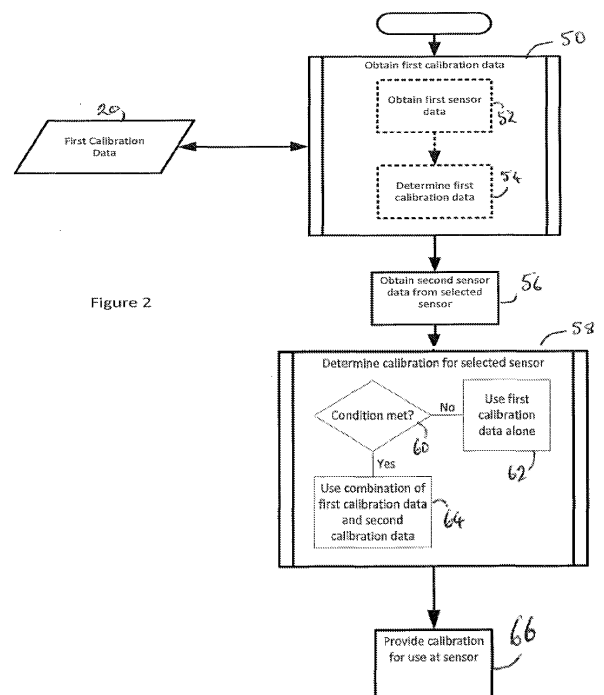 50
Obtain first calibration data
20
Obtain first sensor
data
52
First Calibration
Data
54
Determine first
calibration data
Obtain second sensor
data from selected
sensor
56
Figure 2
58
Determine calibration for selected sensor
Condition met?
No
Use first
calibration
data alone
60
62
Yes
Use combination of
first calibration data
and second
calibration data
64
Provide calibration
for use at sensor
66